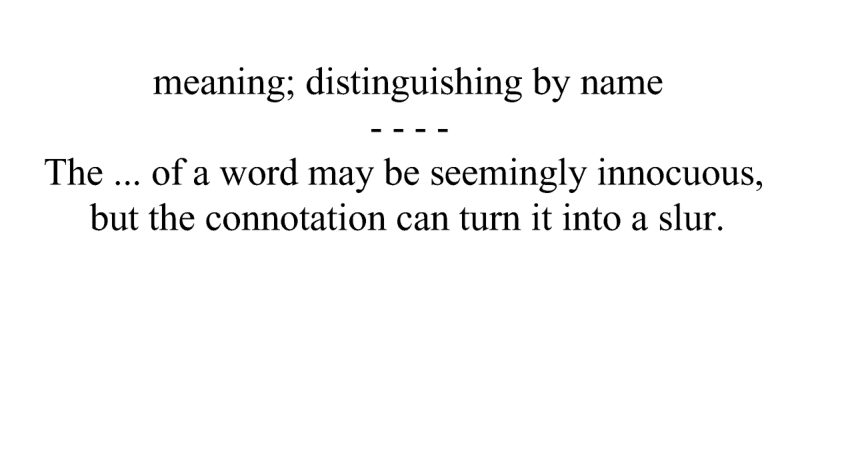 meaning; distinguishing by name
- - - -
The ... of a word may be seemingly innocuous,
but the connotation can turn it into a slur.